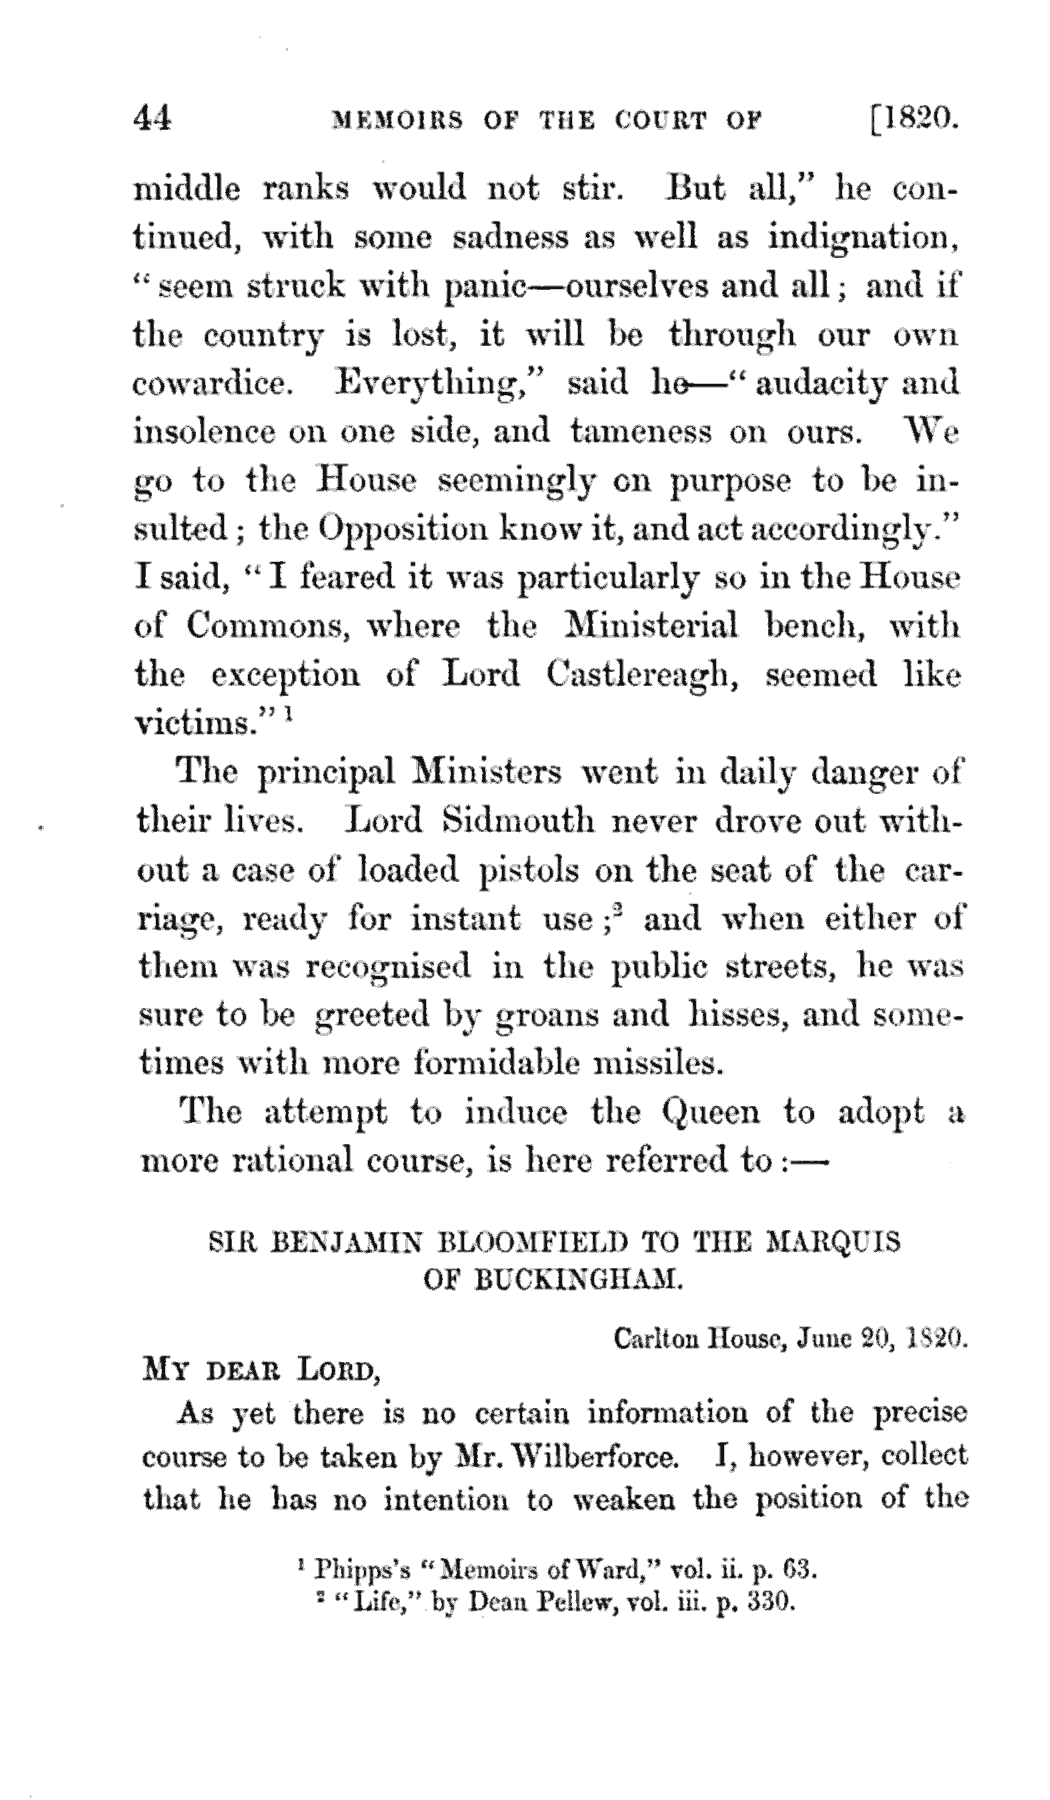 44 MEMOIRS OF THE COURT OF [1820.
middle ranks would not stir. But all,” he con-
tinued, with some sadness as well as indignation,
“seem struck with panic—ourselves and all; and if
the country is lost, it will be through our own
cowardice. Everything,” said he—“audacity and
insolence on one side, and tameness on ours. We
go to the House seemingly on purpose to be in-
sulted; the Opposition know it, and act accordingly.”
I said, “I feared it was particularly so in the House
of Commons, where the Ministerial bench, with
the exception of Lord Castlereagh, seemed like
victims.” ¹
The principal Ministers went in daily danger of
their lives. Lord Sidmouth never drove out with-
out a case of loaded pistols on the seat of the car-
riage, ready for instant use;² and when either of
them was recognised in the public streets, he was
sure to be greeted by groans and hisses, and some-
times with more formidable missiles.
The attempt to induce the Queen to adopt a
more rational course, is here referred to:—
SIR BENJAMIN BLOOMFIELD TO THE MARQUIS
OF BUCKINGHAM.
Carlton House, June 20, 1820.
MY DEAR LORD,
As yet there is no certain information of the precise
course to be taken by Mr. Wilberforce. I, however, collect
that he has no intention to weaken the position of the
¹ Phipps's “Memoirs of Ward,” vol. ii. p. 63.
² “Life,” by Dean Pellew, vol. iii. p. 330.